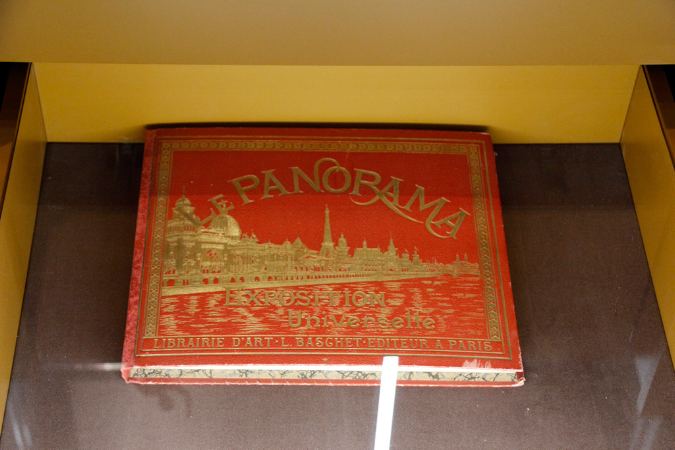 LE PANORAMA
EXPOSITION
Universelle
LIBRAIRIE D'ART · L. BASCHET · EDITEUR A PARIS